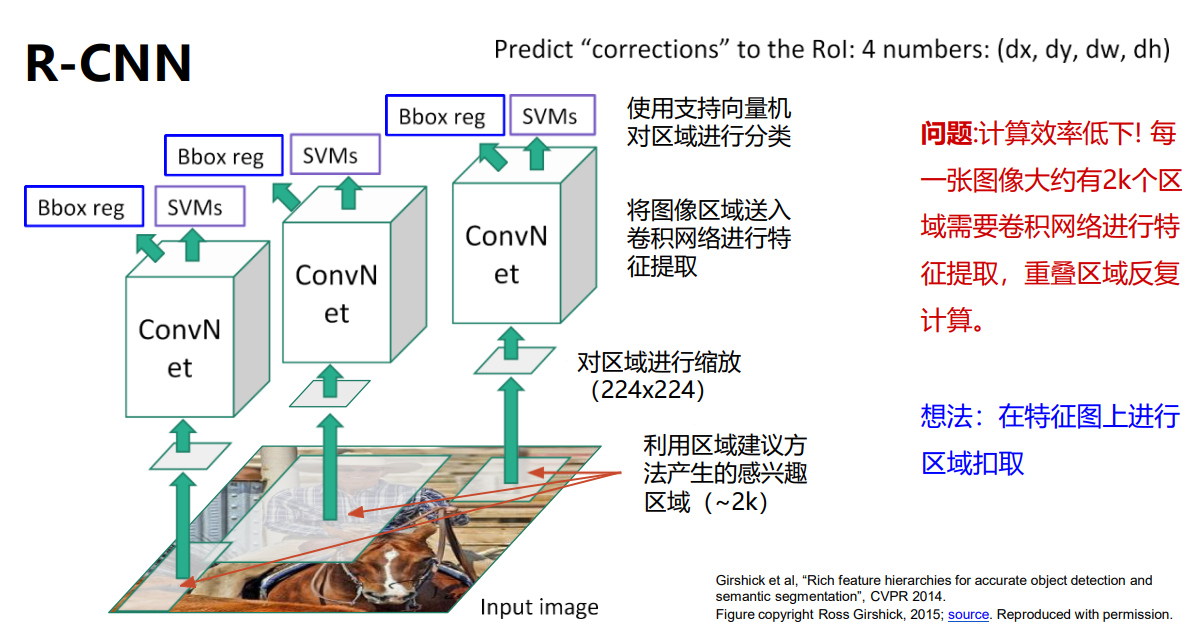 R-CNN
Predict “corrections” to the RoI: 4 numbers: (dx, dy, dw, dh)
Bbox reg
SVMs
ConvN
et
Bbox reg
SVMs
ConvN
et
Bbox reg
SVMs
ConvN
et
使用支持向量机
对区域进行分类
将图像区域送入
卷积网络进行特
征提取
对区域进行缩放
（224x224）
利用区域建议方
法产生的感兴趣
区域（~2k）
Input image
问题:计算效率低下! 每
一张图像大约有2k个区
域需要卷积网络进行特
征提取，重叠区域反复
计算。
想法：在特征图上进行
区域扣取
Girshick et al, “Rich feature hierarchies for accurate object detection and
semantic segmentation”, CVPR 2014.
Figure copyright Ross Girshick, 2015; source. Reproduced with permission.